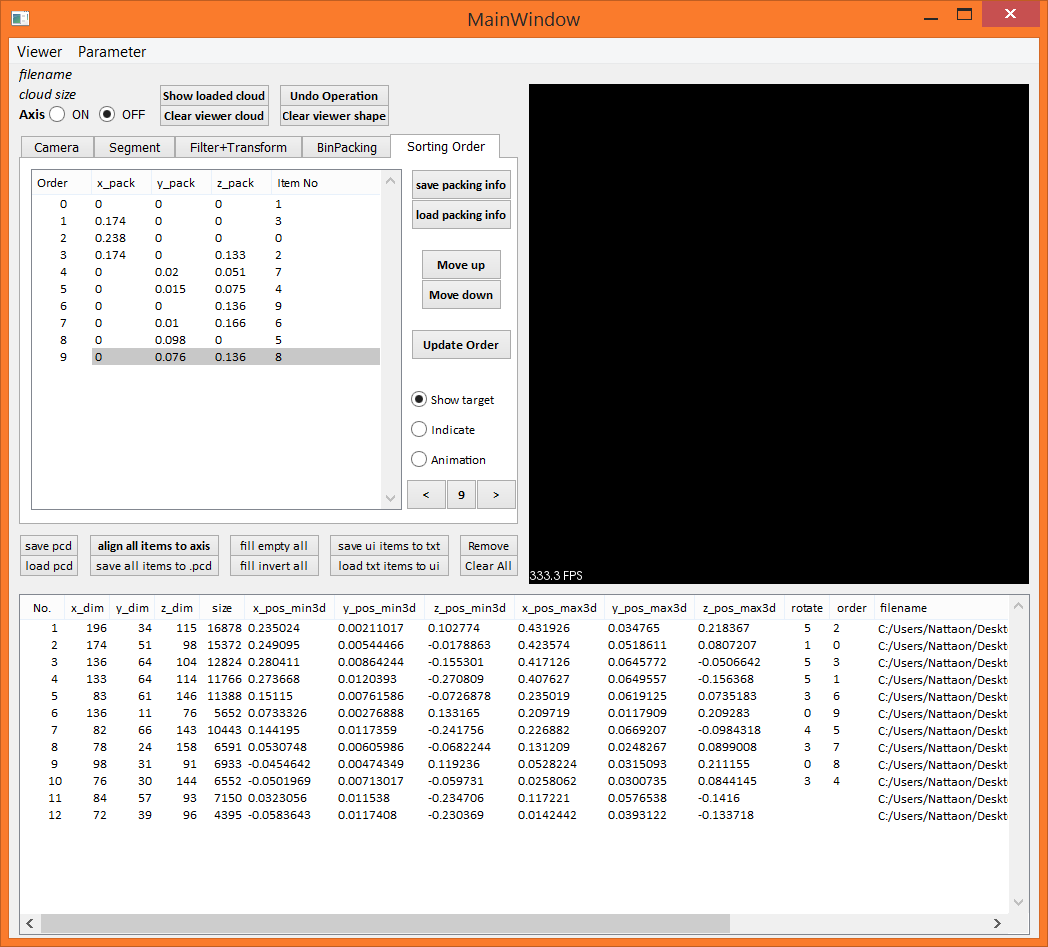 MainWindow
Viewer Parameter
filename
cloud size
Axis ON OFF
Show loaded cloud Undo Operation
Clear viewer cloud Clear viewer shape
Camera Segment Filter+Transform BinPacking Sorting Order
Order x_pack y_pack z_pack Item No
0 0 0 0 1
1 0.174 0 0 3
2 0.238 0 0 0
3 0.174 0 0.133 2
4 0 0.02 0.051 7
5 0 0.015 0.075 4
6 0 0 0.136 9
7 0 0.01 0.166 6
8 0 0.098 0 5
9 0 0.076 0.136 8
save packing info
load packing info
Move up
Move down
Update Order
Show target
Indicate
Animation
< 9 >
333.3 FPS
save pcd align all items to axis fill empty all save ui items to txt Remove
load pcd save all items to .pcd fill invert all load txt items to ui Clear All
No. x_dim y_dim z_dim size x_pos_min3d y_pos_min3d z_pos_min3d x_pos_max3d y_pos_max3d z_pos_max3d rotate order filename
1 196 34 115 16878 0.235024 0.00211017 0.102774 0.431926 0.034765 0.218367 5 2 C:/Users/Nattaon/Deskt
2 174 51 98 15372 0.249095 0.00544466 -0.0178863 0.423574 0.0518611 0.0807207 1 0 C:/Users/Nattaon/Deskt
3 136 64 104 12824 0.280411 0.00864244 -0.155301 0.417126 0.0645772 -0.0506642 5 3 C:/Users/Nattaon/Deskt
4 133 64 114 11766 0.273668 0.0120393 -0.270809 0.407627 0.0649557 -0.156368 5 1 C:/Users/Nattaon/Deskt
5 83 61 146 11388 0.15115 0.00761586 -0.0726878 0.235019 0.0619125 0.0735183 3 6 C:/Users/Nattaon/Deskt
6 136 11 76 5652 0.0733326 0.00276888 0.133165 0.209719 0.0117909 0.209283 0 9 C:/Users/Nattaon/Deskt
7 82 66 143 10443 0.144195 0.0117359 -0.241756 0.226882 0.0669207 -0.0984318 4 5 C:/Users/Nattaon/Deskt
8 78 24 158 6591 0.0530748 0.00605986 -0.0682244 0.131209 0.0248267 0.0899008 3 7 C:/Users/Nattaon/Deskt
9 98 31 91 6933 -0.0454642 0.00474349 0.119236 0.0528224 0.0315093 0.211155 0 8 C:/Users/Nattaon/Deskt
10 76 30 144 6552 -0.0501969 0.00713017 -0.059731 0.0258062 0.0300735 0.0844145 3 4 C:/Users/Nattaon/Deskt
11 84 57 93 7150 0.0323056 0.011538 -0.234706 0.117221 0.0576538 -0.1416 C:/Users/Nattaon/Deskt
12 72 39 96 4395 -0.0583643 0.0117408 -0.230369 0.0142442 0.0393122 -0.133718 C:/Users/Nattaon/Deskt